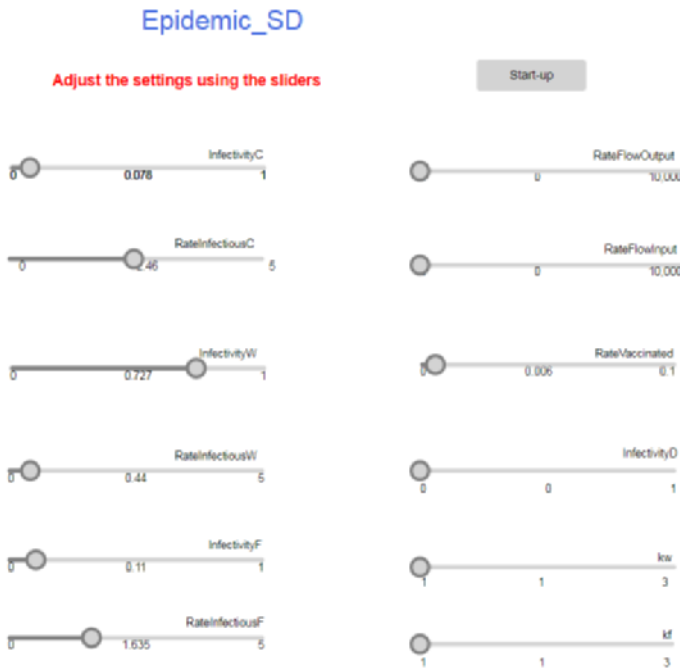 Epidemic_SD
Adjust the settings using the sliders
Start-up
InfectivityC
0 0.078 1
RateInfectiousC
0 2.46 5
InfectivityW
0 0.727 1
RateInfectiousW
0 0.44 5
InfectivityF
0 0.11 1
RateInfectiousF
0 1.635 5
RateFlowOutput
0 10,000
RateFlowInput
0 10,000
RateVaccinated
0 0.006 0.1
InfectivityD
0 0 1
kw
1 1 3
kf
1 1 3